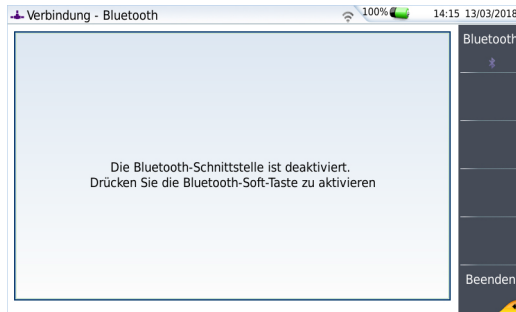 Verbindung - Bluetooth
100%
14:15 13/03/2018
Bluetooth
Die Bluetooth-Schnittstelle ist deaktiviert.
Drücken Sie die Bluetooth-Soft-Taste zu aktivieren
Beenden